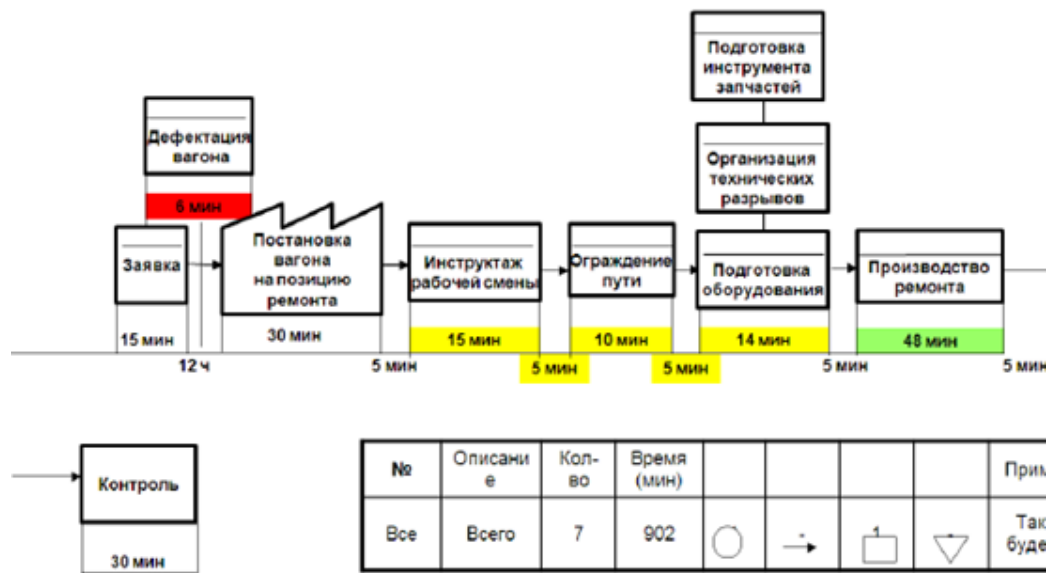 Подготовка
инструмента
запчастей
Дефектация
вагона
Организация
технических
разрывов
6 мин
Заявка
Постановка
вагона
на позицию
ремонта
Инструктаж
рабочей смены
Ограждение
пути
Подготовка
оборудования
Производство
ремонта
15 мин
30 мин
15 мин
10 мин
14 мин
48 мин
12 ч
5 мин
5 мин
5 мин
5 мин
5 мин
Контроль
30 мин
№ Описани е Кол- во Время (мин) Прим
Все Всего 7 902 1 Так буде